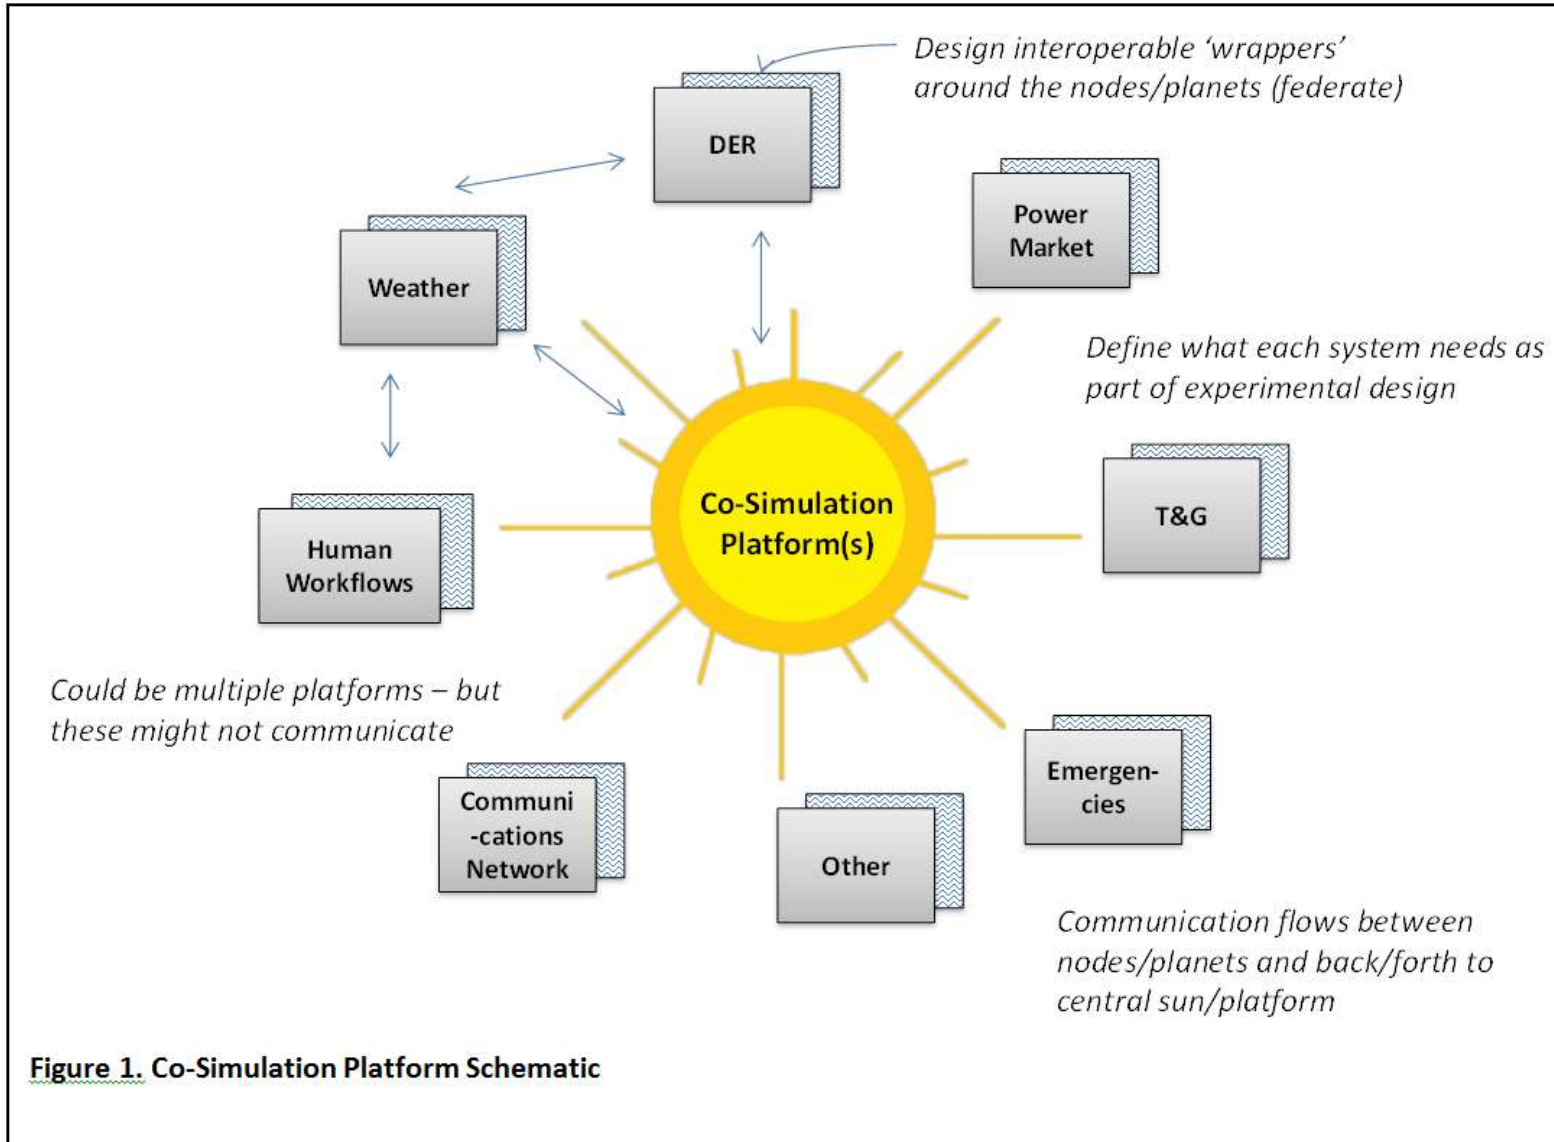 Design interoperable ‘wrappers’
around the nodes/planets (federate)
DER
Power
Market
Weather
Define what each system needs as
part of experimental design
Co-Simulation
Platform(s)
T&G
Human
Workflows
Could be multiple platforms – but
these might not communicate
Emergen-
cies
Communi
-cations
Network
Other
Communication flows between
nodes/planets and back/forth to
central sun/platform
Figure 1. Co-Simulation Platform Schematic